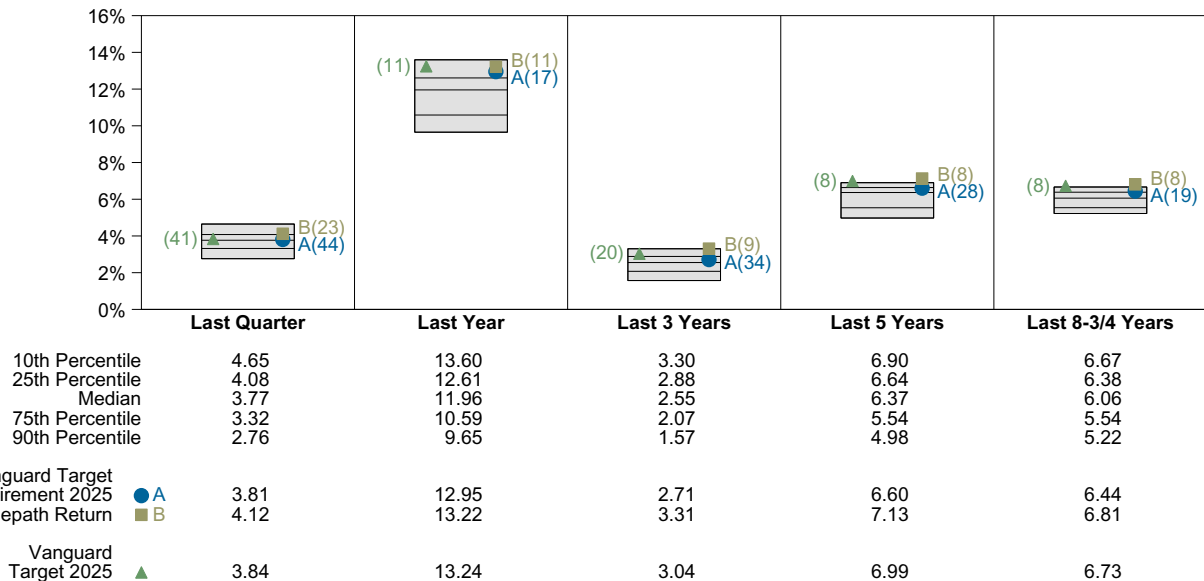 16%
14%
12%
10%
8%
6%
4%
2%
0%
(41)
B(23)
A(44)
(11)
B(11)
A(17)
(20)
B(9)
A(34)
(8)
B(8)
A(28)
(8)
B(8)
A(19)
Last Quarter Last Year Last 3 Years Last 5 Years Last 8-3/4 Years
10th Percentile 4.65 13.60 3.30 6.90 6.67
25th Percentile 4.08 12.61 2.88 6.64 6.38
Median 3.77 11.96 2.55 6.37 6.06
75th Percentile 3.32 10.59 2.07 5.54 5.54
90th Percentile 2.76 9.65 1.57 4.98 5.22
nguard Target
irement 2025 A 3.81 12.95 2.71 6.60 6.44
epath Return B 4.12 13.22 3.31 7.13 6.81
Vanguard
Target 2025 3.84 13.24 3.04 6.99 6.73